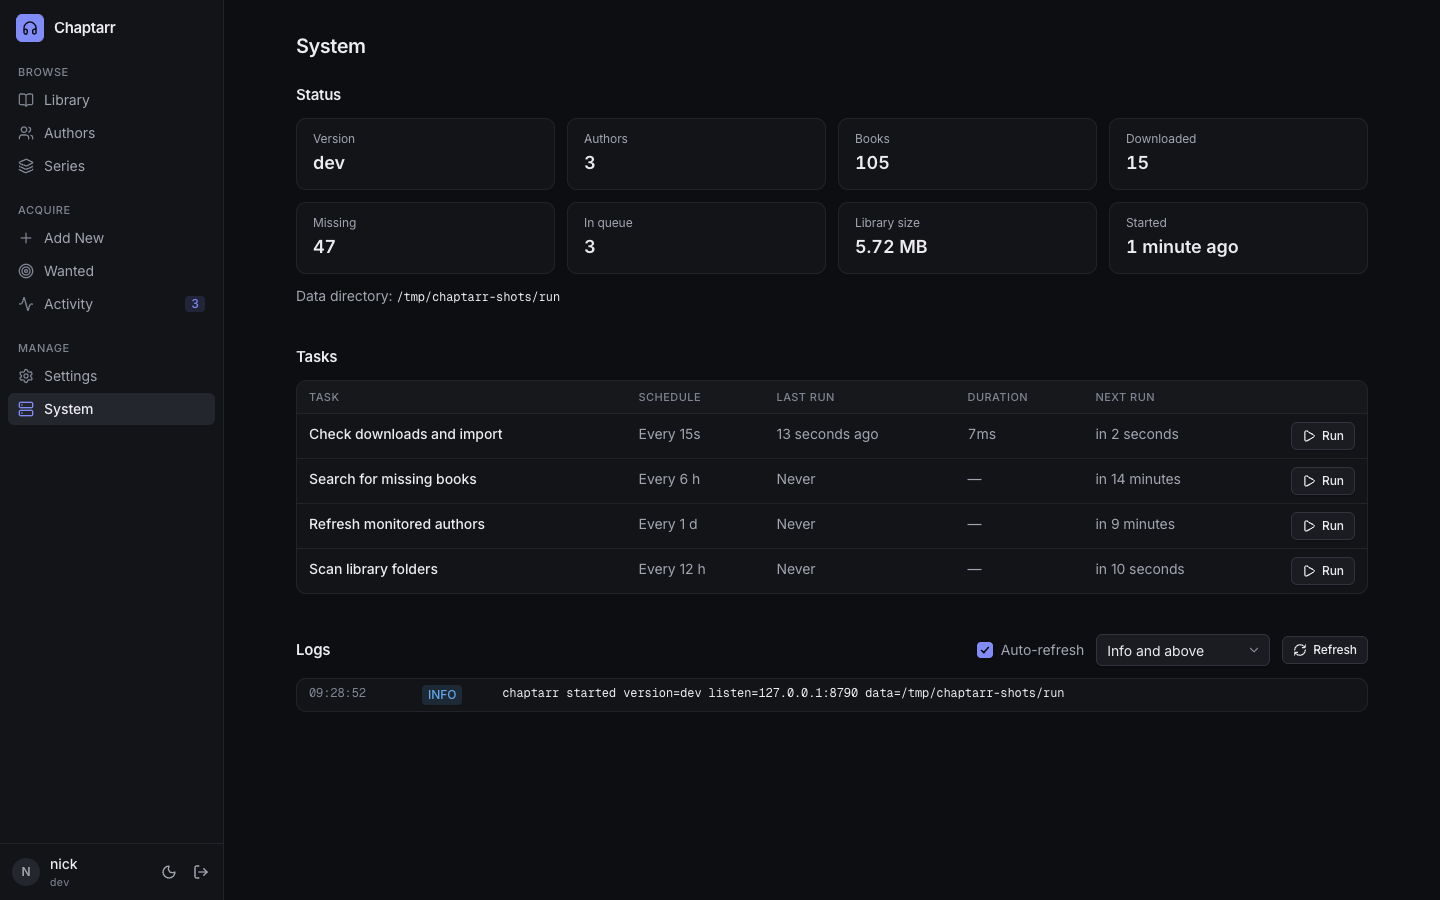 Chaptarr
BROWSE
Library
Authors
Series
ACQUIRE
Add New
Wanted
Activity 3
MANAGE
Settings
System
N nick
dev
System
Status
Version
dev
Authors
3
Books
105
Downloaded
15
Missing
47
In queue
3
Library size
5.72 MB
Started
1 minute ago
Data directory: /tmp/chaptarr-shots/run
Tasks
TASK SCHEDULE LAST RUN DURATION NEXT RUN
Check downloads and import Every 15s 13 seconds ago 7ms in 2 seconds Run
Search for missing books Every 6 h Never — in 14 minutes Run
Refresh monitored authors Every 1 d Never — in 9 minutes Run
Scan library folders Every 12 h Never — in 10 seconds Run
Logs Auto-refresh Info and above Refresh
09:28:52 INFO chaptarr started version=dev listen=127.0.0.1:8790 data=/tmp/chaptarr-shots/run